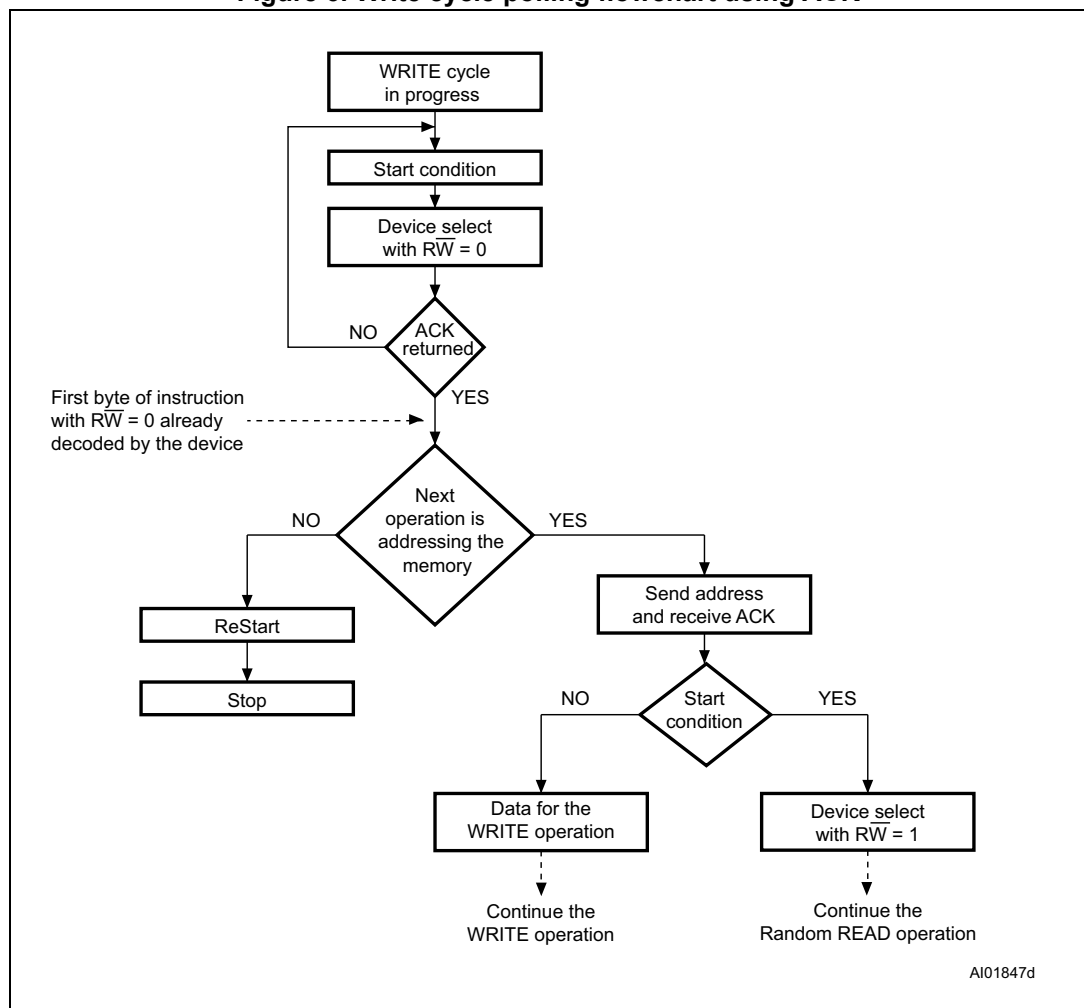 WRITE cycle
in progress
Start condition
Device select
with RW̅ = 0
NO
ACK
returned
YES
First byte of instruction
with RW̅ = 0 already
decoded by the device
Next
operation is
addressing the
memory
NO
YES
Send address
and receive ACK
ReStart
Stop
Start
condition
NO
YES
Data for the
WRITE operation
Device select
with RW̅ = 1
Continue the
WRITE operation
Continue the
Random READ operation
AI01847d